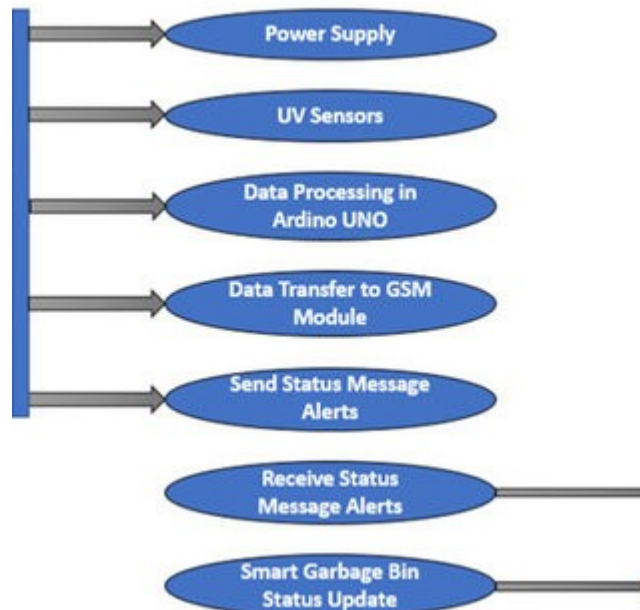 Power Supply
UV Sensors
Data Processing in
Ardino UNO
Data Transfer to GSM
Module
Send Status Message
Alerts
Receive Status
Message Alerts
Smart Garbage Bin
Status Update